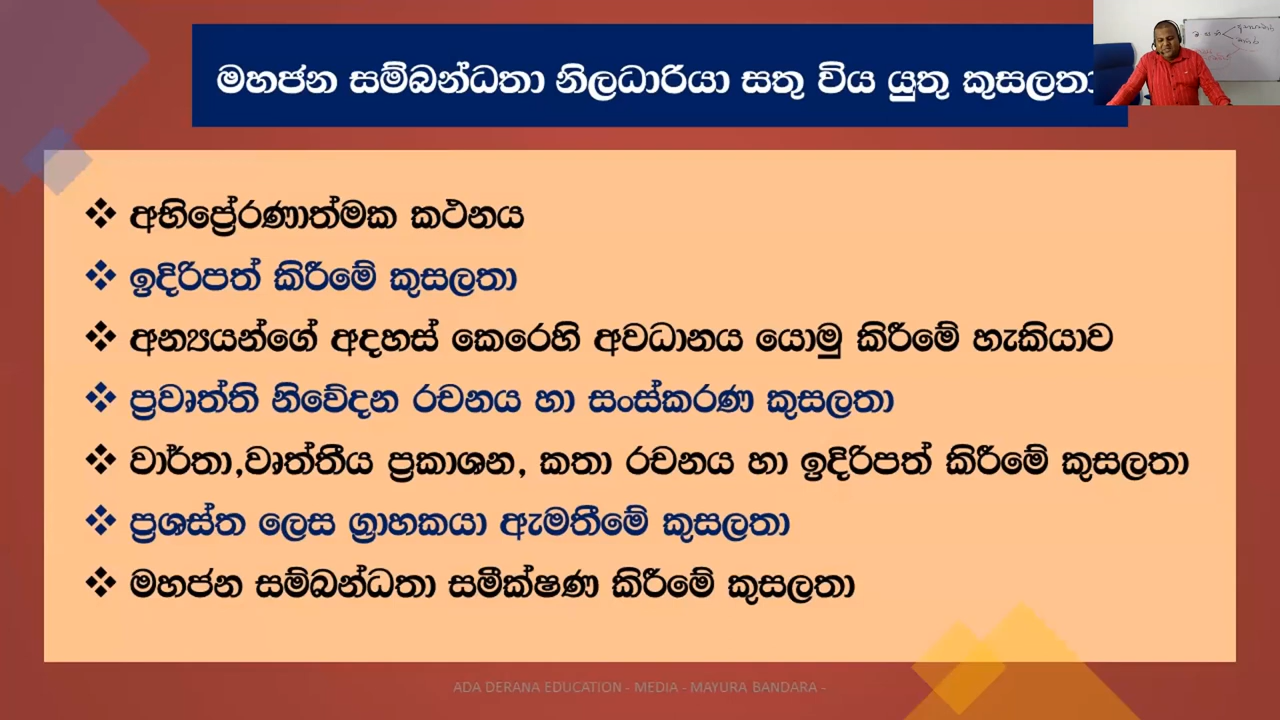 මහජන සම්බන්ධතා නිලධාරියා සතු විය යුතු කුසලතා
අභිප්‍රේරණාත්මක කථනය
ඉදිරිපත් කිරීමේ කුසලතා
අන්‍යයන්ගේ අදහස් කෙරෙහි අවධානය යොමු කිරීමේ හැකියාව
ප්‍රවෘත්ති නිවේදන රචනය හා සංස්කරණ කුසලතා
වාර්තා,වෘත්තීය ප්‍රකාශන, කතා රචනය හා ඉදිරිපත් කිරීමේ කුසලතා
ප්‍රශස්ත ලෙස ග්‍රාහකයා ඇමතීමේ කුසලතා
මහජන සම්බන්ධතා සමීක්ෂණ කිරීමේ කුසලතා
ADA DERANA EDUCATION - MEDIA - MAYURA BANDARA -